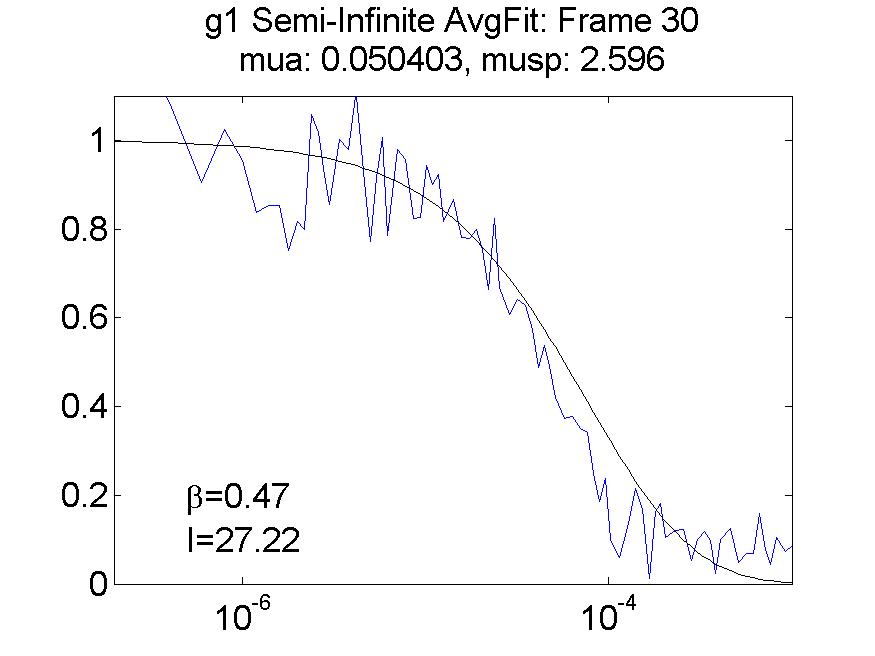 g1 Semi-Infinite AvgFit: Frame 30
mua: 0.050403, musp: 2.596
1
0.8
0.6
0.4
0.2
0
β=0.47
I=27.22
10^-6
10^-4